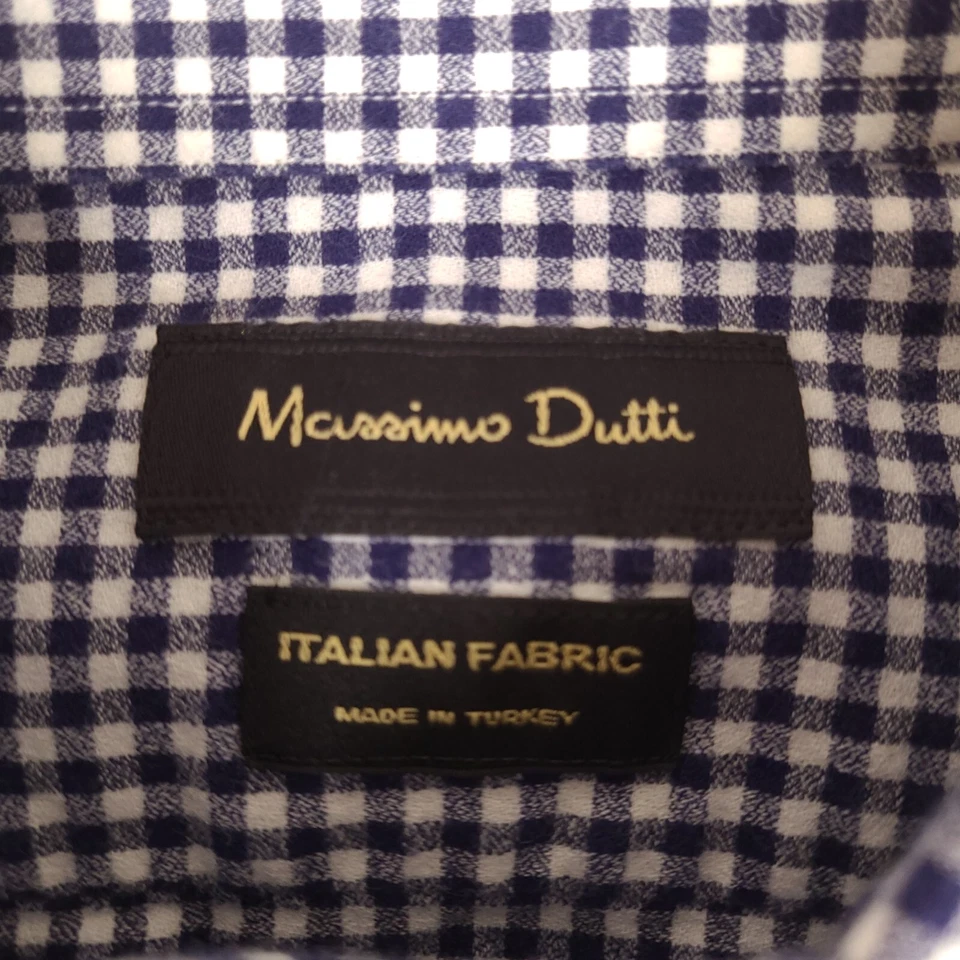 Massimo Dutti
ITALIAN FABRIC
MADE IN TURKEY